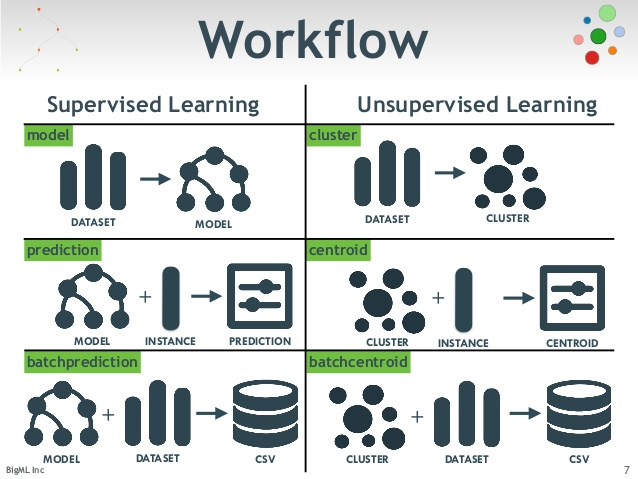 Workflow
Supervised Learning
Unsupervised Learning
model
cluster
DATASET
MODEL
DATASET
CLUSTER
prediction
centroid
+
+
MODEL
INSTANCE
PREDICTION
CLUSTER
INSTANCE
CENTROID
batchprediction
batchcentroid
+
+
MODEL
DATASET
CSV
CLUSTER
DATASET
CSV
BigML Inc
7